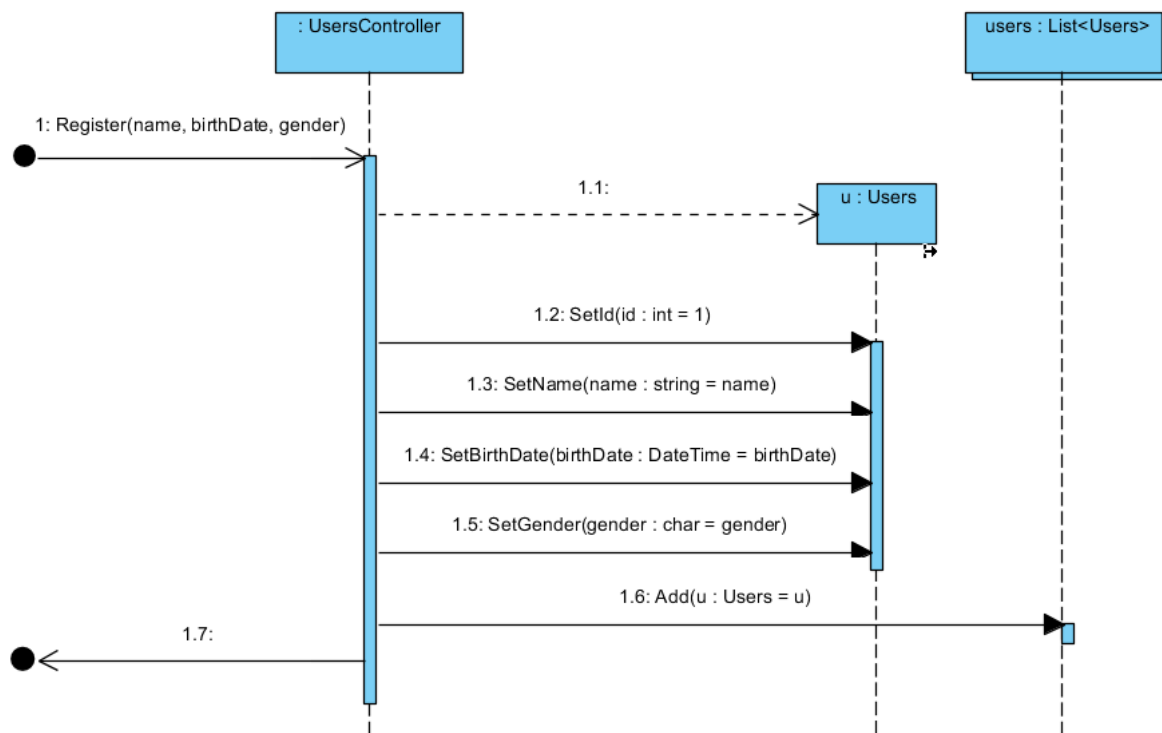 : UsersController
users : List<Users>
1: Register(name, birthDate, gender)
1.1:
u : Users
1.2: SetId(id : int = 1)
1.3: SetName(name : string = name)
1.4: SetBirthDate(birthDate : DateTime = birthDate)
1.5: SetGender(gender : char = gender)
1.6: Add(u : Users = u)
1.7: